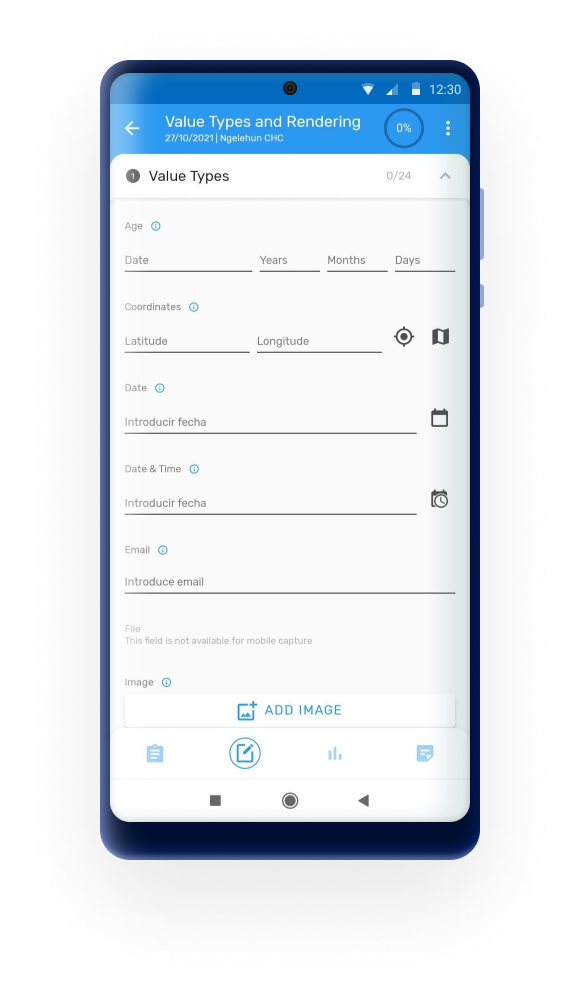 12:30
Value Types and Rendering
27/10/2021 | Ngelehun CHC
0%
1 Value Types 0/24
Age
Date Years Months Days
Coordinates
Latitude Longitude
Date
Introducir fecha
Date & Time
Introducir fecha
Email
Introduce email
File
This field is not available for mobile capture
Image
ADD IMAGE